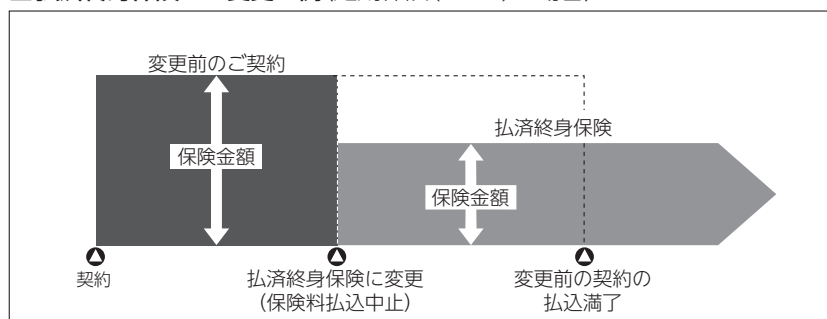 変更前のご契約
払済終身保険
保険金額
保険金額
契約
払済終身保険に変更
(保険料払込中止)
変更前の契約の
払込満了